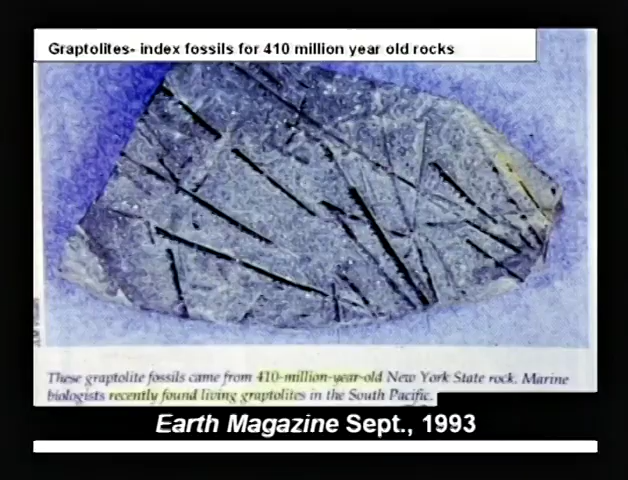 Graptolites- index fossils for 410 million year old rocks
These graptolite fossils came from 410-million-year-old New York State rock. Marine
biologists recently found living graptolites in the South Pacific.
Earth Magazine Sept., 1993